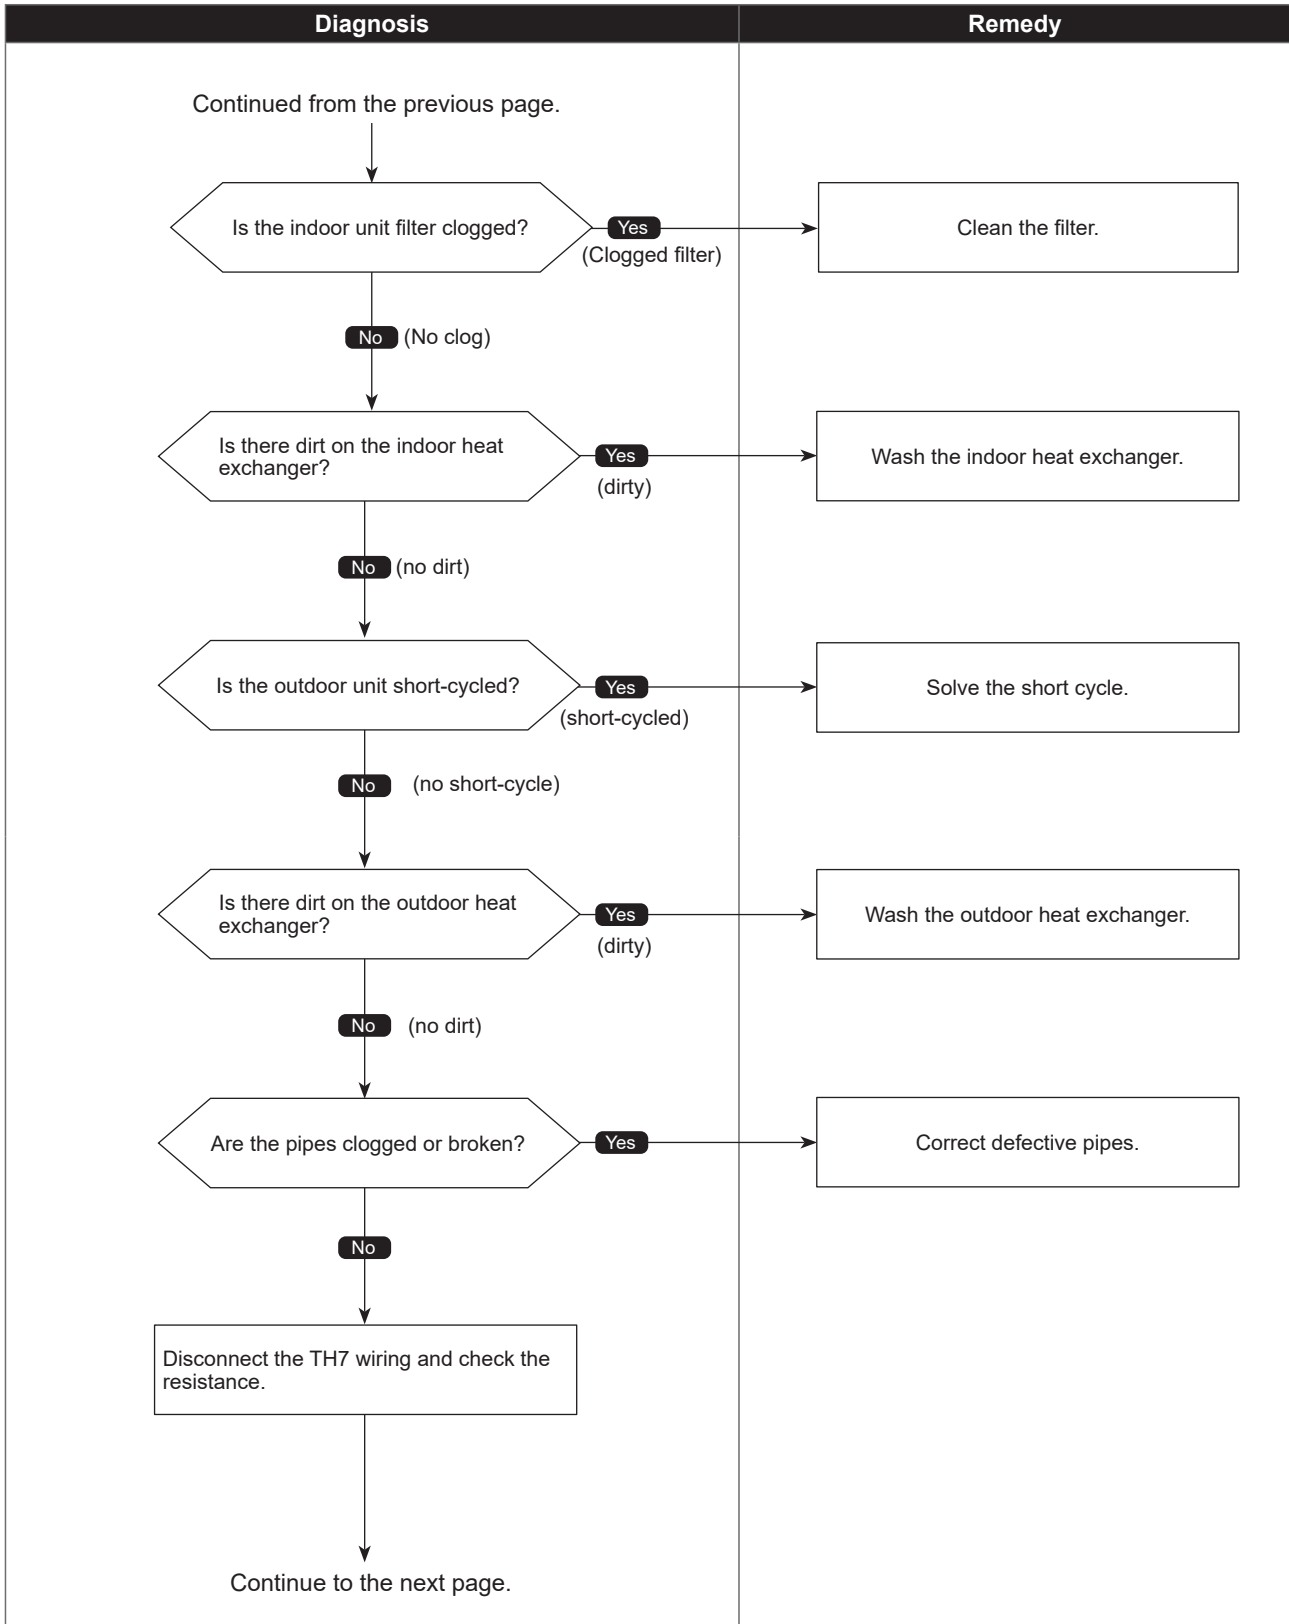 Diagnosis
Remedy
Continued from the previous page.
Is the indoor unit filter clogged?
Yes
(Clogged filter)
Clean the filter.
No (No clog)
Is there dirt on the indoor heat
exchanger?
Yes
(dirty)
Wash the indoor heat exchanger.
No (no dirt)
Is the outdoor unit short-cycled?
Yes
(short-cycled)
Solve the short cycle.
No (no short-cycle)
Is there dirt on the outdoor heat
exchanger?
Yes
(dirty)
Wash the outdoor heat exchanger.
No (no dirt)
Are the pipes clogged or broken?
Yes
Correct defective pipes.
No
Disconnect the TH7 wiring and check the
resistance.
Continue to the next page.